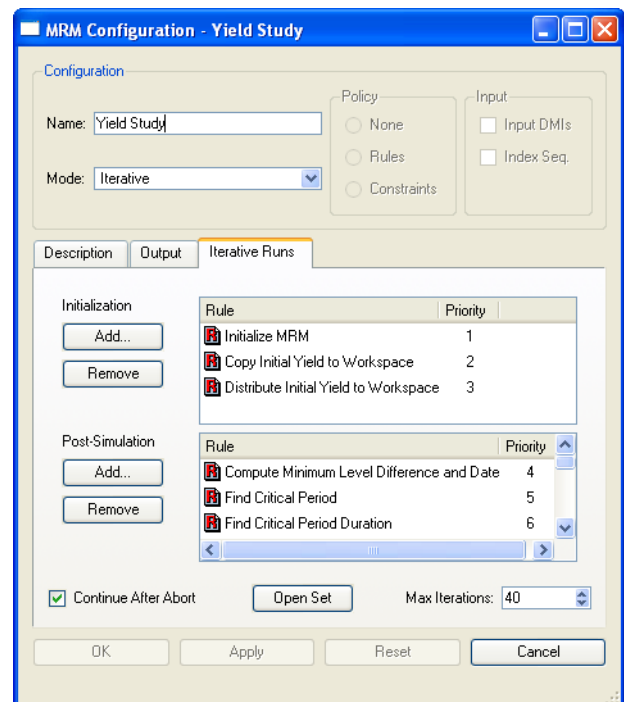 MRM Configuration - Yield Study
Configuration
Name: Yield Study
Mode: Iterative
Policy
None
Rules
Constraints
Input
Input DMIs
Index Seq.
Description Output Iterative Runs
Initialization
Add...
Remove
Rule Priority
R Initialize MRM 1
R Copy Initial Yield to Workspace 2
R Distribute Initial Yield to Workspace 3
Post-Simulation
Add...
Remove
Rule Priority
R Compute Minimum Level Difference and Date 4
R Find Critical Period 5
R Find Critical Period Duration 6
Continue After Abort Open Set Max Iterations: 40
OK Apply Reset Cancel